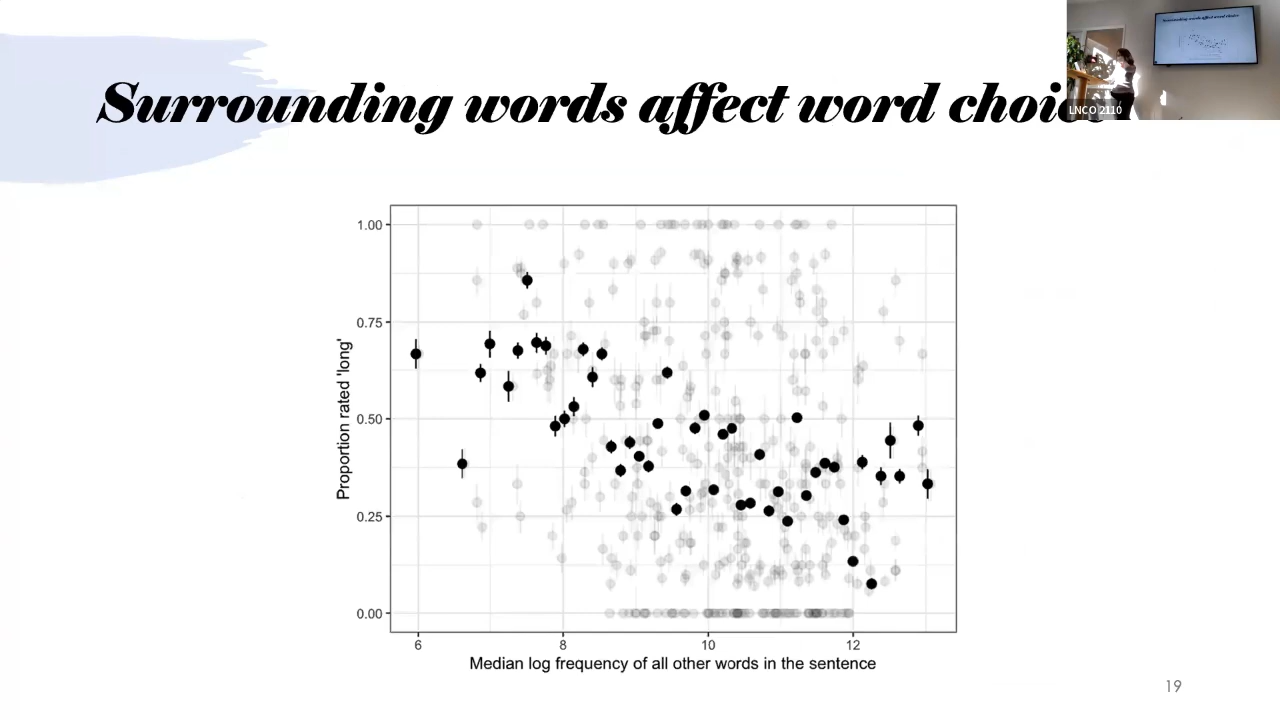 Surrounding words affect word choice
LNCO 2110
Proportion rated 'long'
1.00
0.75
0.50
0.25
0.00
6
8
10
12
Median log frequency of all other words in the sentence
19